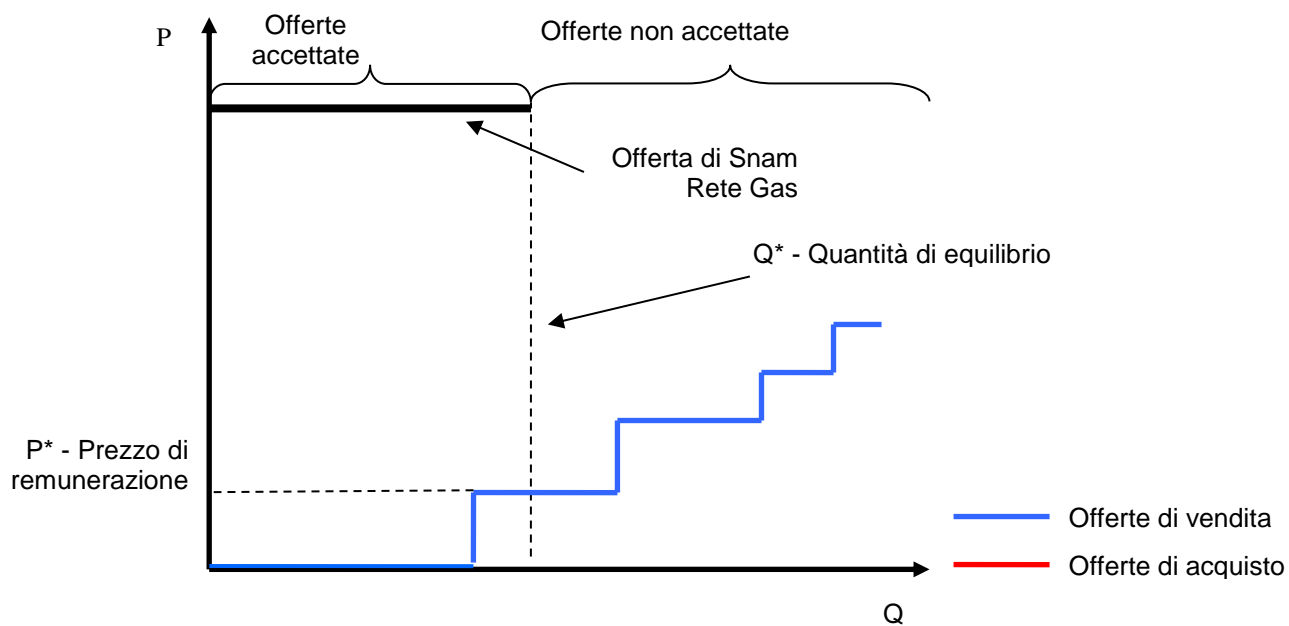 P
Offerte
accettate
Offerte non accettate
Offerta di Snam
Rete Gas
Q* - Quantità di equilibrio
P* - Prezzo di
remunerazione
Offerte di vendita
Offerte di acquisto
Q